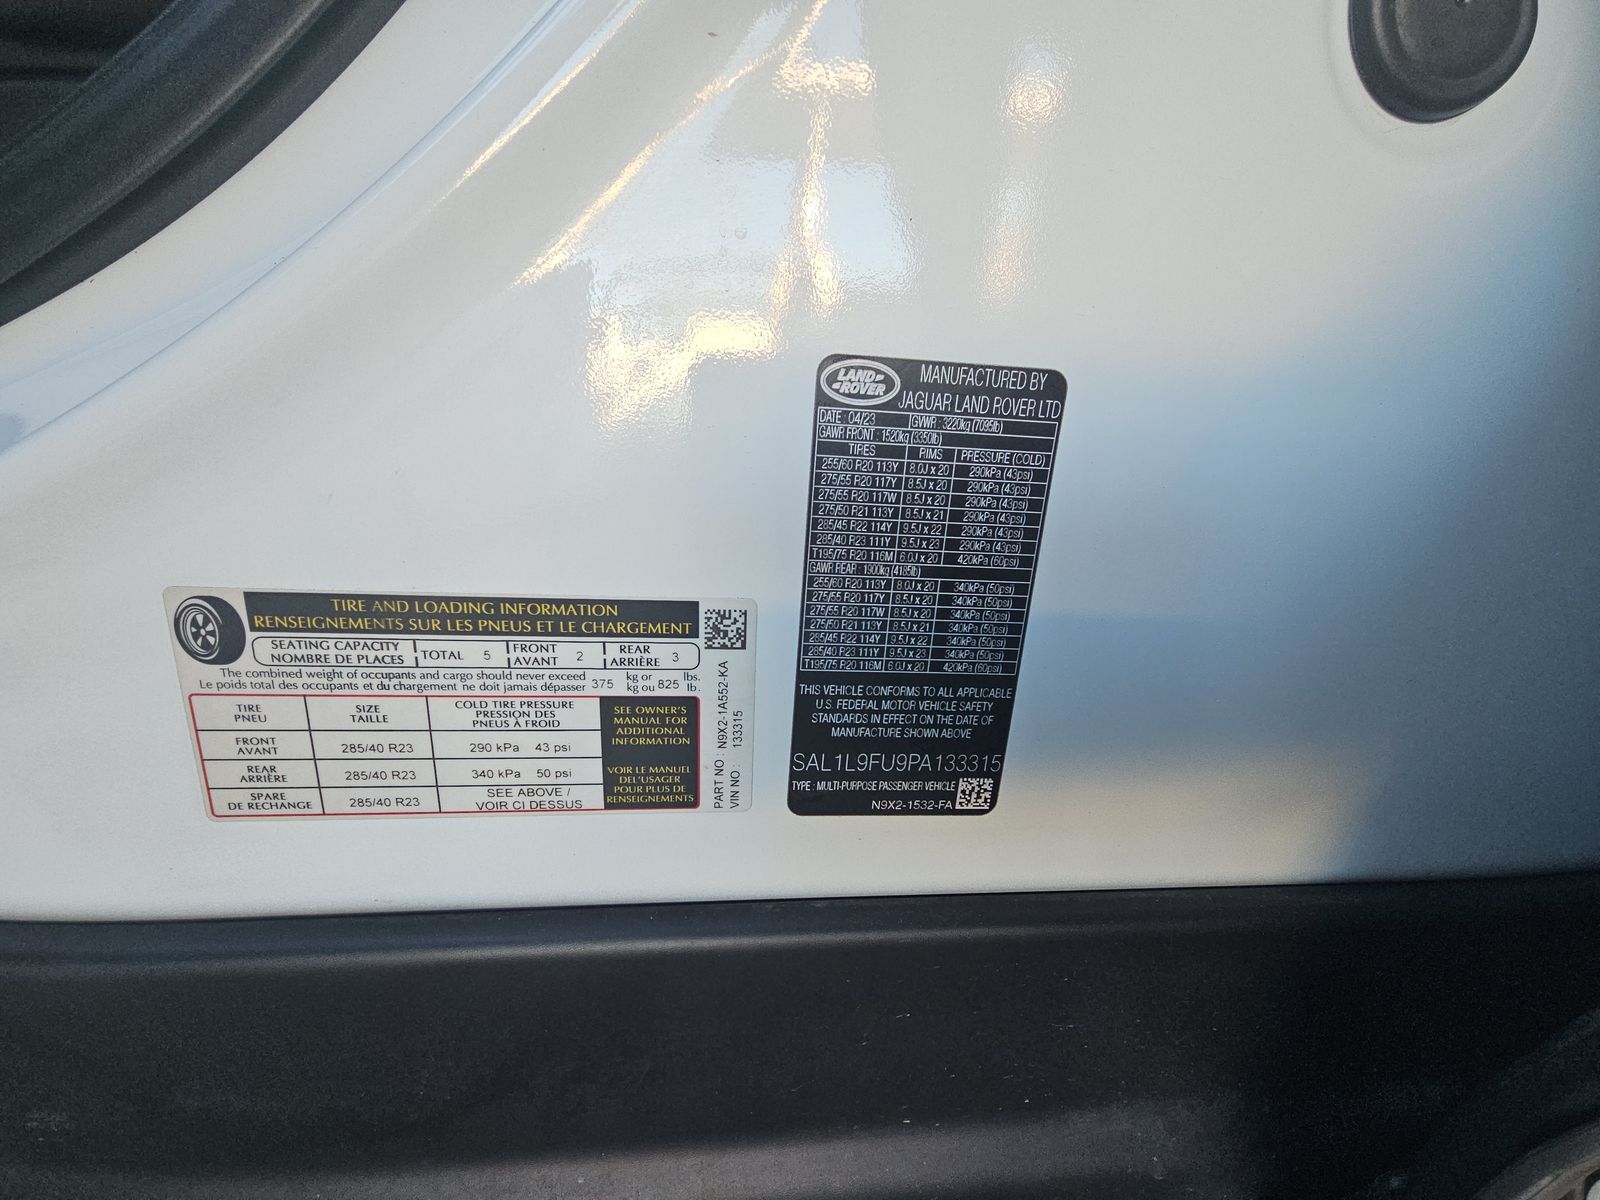 TIRE AND LOADING INFORMATION
RENSEIGNEMENTS SUR LES PNEUS ET LE CHARGEMENT
SEATING CAPACITY
NOMBRE DE PLACES
TOTAL 5
FRONT
AVANT 2
REAR
ARRIÈRE 3
The combined weight of occupants and cargo should never exceed 375 kg or 825 lbs.
Le poids total des occupants et du chargement ne doit jamais dépasser kg ou lb.
TIRE
PNEU
SIZE
TAILLE
COLD TIRE PRESSURE
PRESSION DES
PNEUS À FROID
FRONT
AVANT
285/40 R23
290 kPa 43 psi
REAR
ARRIÈRE
285/40 R23
340 kPa 50 psi
SPARE
DE RECHANGE
285/40 R23
SEE ABOVE /
VOIR CI DESSUS
SEE OWNER'S
MANUAL FOR
ADDITIONAL
INFORMATION
VOIR LE MANUEL
DEL'USAGER
POUR PLUS DE
RENSEIGNEMENTS
PART NO : N9X2-1A552-KA
VIN NO : 133315
LAND-
-ROVER
MANUFACTURED BY
JAGUAR LAND ROVER LTD
DATE : 04/23 GVWR : 3220kg (7095lb)
GAWR FRONT : 1520kg (3350lb)
TIRES RIMS PRESSURE (COLD)
255/60 R20 113Y 8.0J x 20 290kPa (43psi)
275/55 R20 117Y 8.5J x 20 290kPa (43psi)
275/55 R20 117W 8.5J x 20 290kPa (43psi)
275/50 R21 113Y 8.5J x 21 290kPa (43psi)
285/45 R22 114Y 9.5J x 22 290kPa (43psi)
285/40 R23 111Y 9.5J x 23 290kPa (43psi)
T195/75 R20 116M 6.0J x 20 420kPa (60psi)
GAWR REAR : 1900kg (4185lb)
255/60 R20 113Y 8.0J x 20 340kPa (50psi)
275/55 R20 117Y 8.5J x 20 340kPa (50psi)
275/55 R20 117W 8.5J x 20 340kPa (50psi)
275/50 R21 113Y 8.5J x 21 340kPa (50psi)
285/45 R22 114Y 9.5J x 22 340kPa (50psi)
285/40 R23 111Y 9.5J x 23 340kPa (50psi)
T195/75 R20 116M 6.0J x 20 420kPa (60psi)
THIS VEHICLE CONFORMS TO ALL APPLICABLE
U.S. FEDERAL MOTOR VEHICLE SAFETY
STANDARDS IN EFFECT ON THE DATE OF
MANUFACTURE SHOWN ABOVE
SAL1L9FU9PA133315
TYPE : MULTI-PURPOSE PASSENGER VEHICLE
N9X2-1532-FA